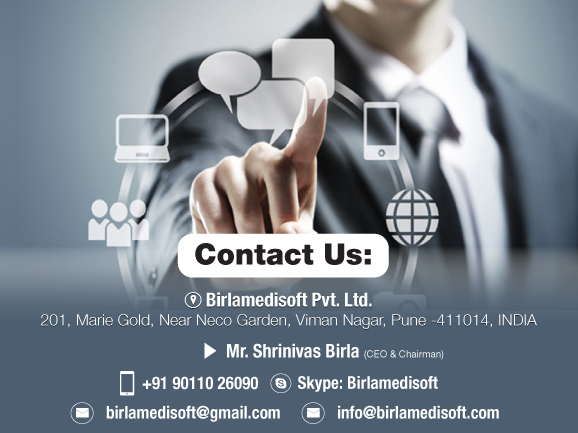 Contact Us:
Birlamedisoft Pvt. Ltd.
201, Marie Gold, Near Neco Garden, Viman Nagar, Pune -411014, INDIA
Mr. Shrinivas Birla (CEO & Chairman)
+91 90110 26090 Skype: Birlamedisoft
birlamedisoft@gmail.com info@birlamedisoft.com